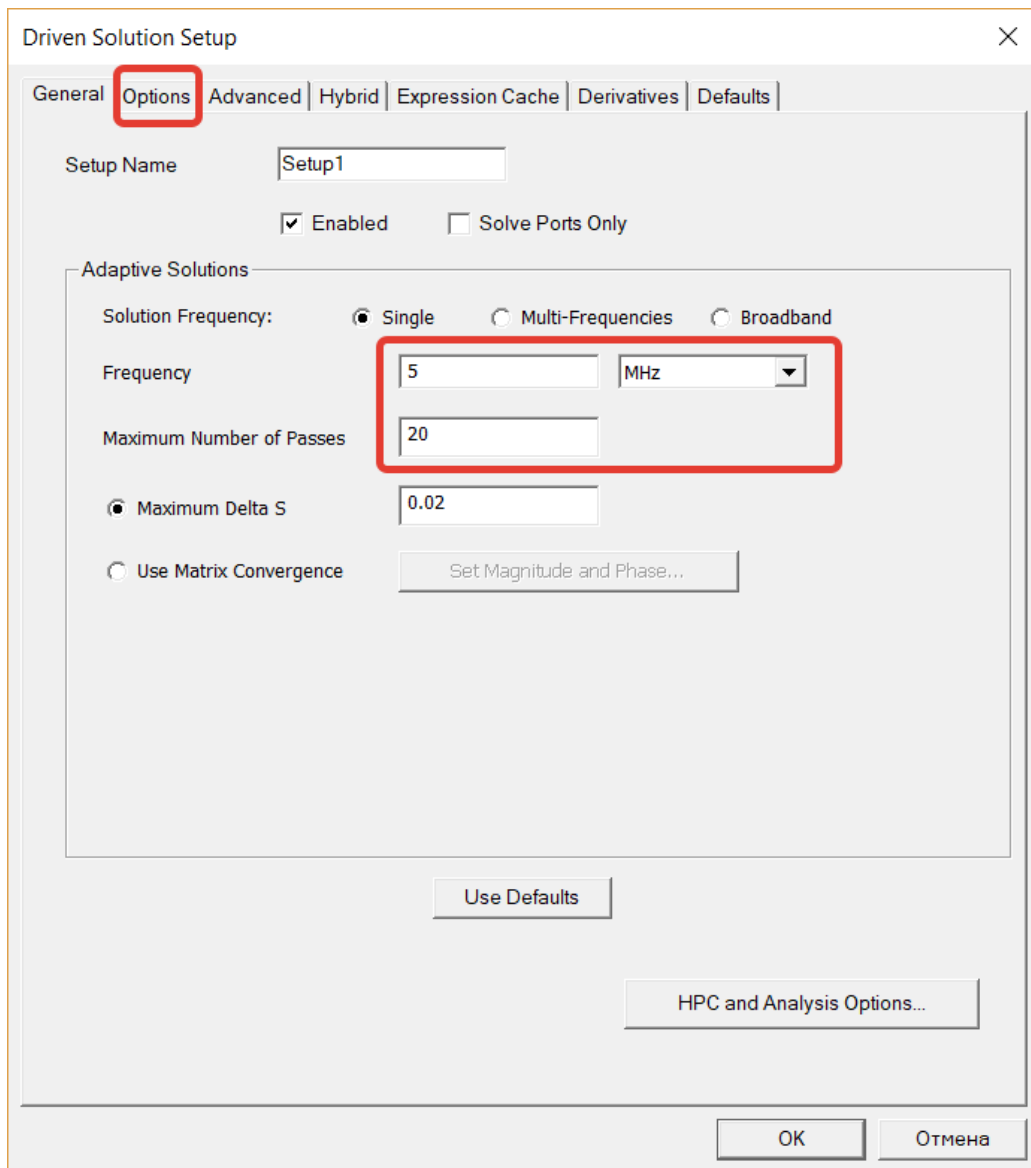 Driven Solution Setup
General Options Advanced Hybrid Expression Cache Derivatives Defaults
Setup Name Setup1
Enabled Solve Ports Only
Adaptive Solutions
Solution Frequency: Single Multi-Frequencies Broadband
Frequency 5 MHz
Maximum Number of Passes 20
Maximum Delta S 0.02
Use Matrix Convergence Set Magnitude and Phase...
Use Defaults
HPC and Analysis Options...
OK Отмена